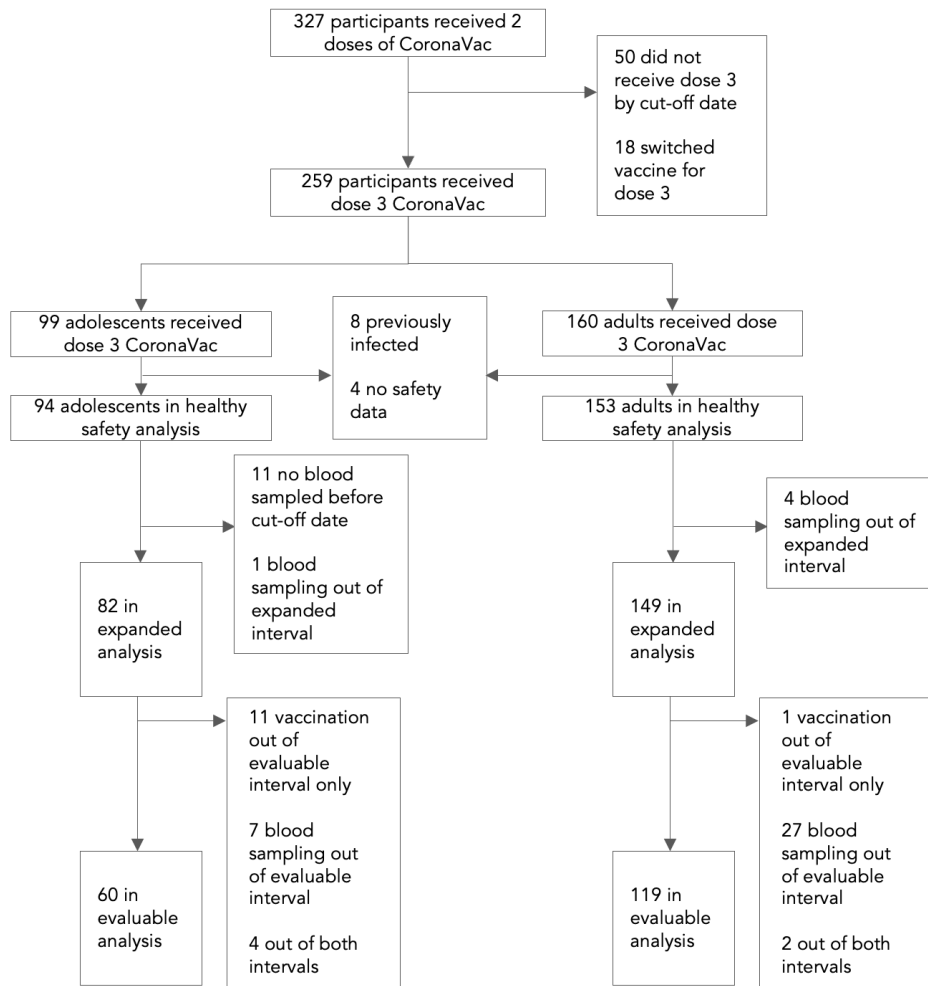 327 participants received 2
doses of CoronaVac
50 did not
receive dose 3
by cut-off date
18 switched
vaccine for
dose 3
259 participants received
dose 3 CoronaVac
99 adolescents received
dose 3 CoronaVac
8 previously
infected
4 no safety
data
160 adults received dose
3 CoronaVac
94 adolescents in healthy
safety analysis
153 adults in healthy
safety analysis
11 no blood
sampled before
cut-off date
1 blood
sampling out of
expanded
interval
4 blood
sampling out of
expanded
interval
82 in
expanded
analysis
149 in
expanded
analysis
11 vaccination
out of
evaluable
interval only
7 blood
sampling out
of evaluable
interval
4 out of both
intervals
1 vaccination
out of
evaluable
interval only
27 blood
sampling out
of evaluable
interval
2 out of both
intervals
60 in
evaluable
analysis
119 in
evaluable
analysis